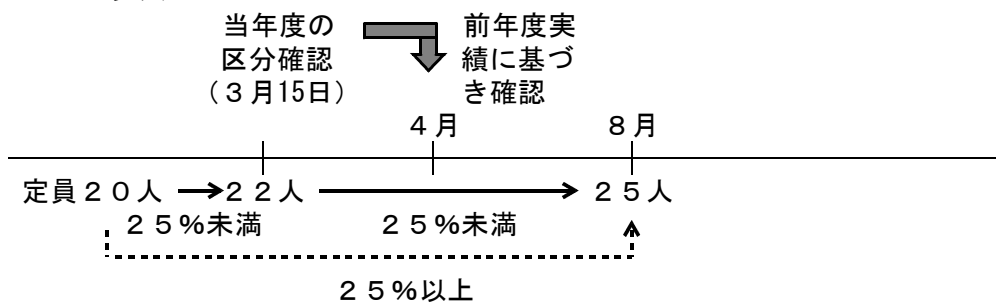 当年度の
区分確認
（３月15日）
前年度実
績に基づ
き確認
４月
８月
定員２０人
２２人
２５人
２５％未満
２５％未満
２５％以上